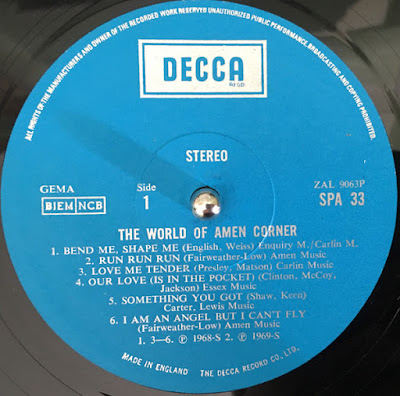 ALL RIGHTS OF THE MANUFACTURERS AND OWNER OF THE RECORDED WORK RESERVED UNAUTHORIZED PUBLIC PERFORMANCE, BROADCASTING AND COPYING PROHIBITED.
DECCA
REGD
STEREO
GEMA
BIEM NCB
Side
1
ZAL 9063P
SPA 33
THE WORLD OF AMEN CORNER
1. BEND ME, SHAPE ME (English, Weiss) Enquiry M./Carlin M.
2. RUN RUN RUN (Fairweather-Low) Amen Music
3. LOVE ME TENDER (Presley, Matson) Carlin Music
4. OUR LOVE (IS IN THE POCKET) (Clinton, McCoy,
Jackson) Essex Music
5. SOMETHING YOU GOT (Shaw, Keen)
Carter, Lewis Music
6. I AM AN ANGEL BUT I CAN'T FLY
(Fairweather-Low) Amen Music
1. 3—6. ℗ 1968-S 2. ℗ 1969-S
MADE IN ENGLAND THE DECCA RECORD CO., LTD.